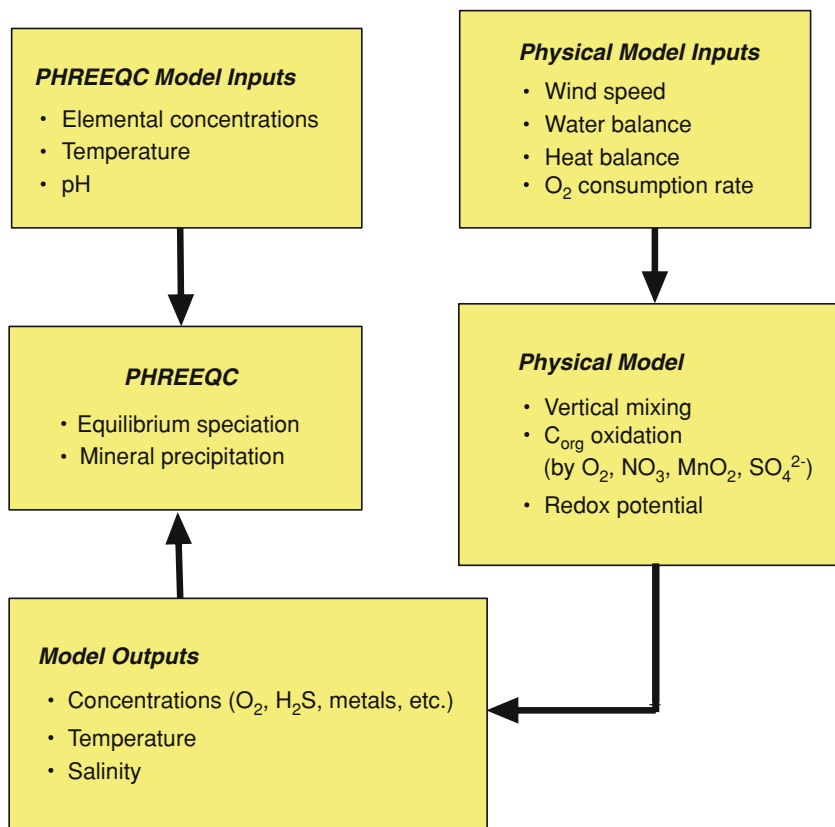 PHREEQC Model Inputs
• Elemental concentrations
• Temperature
• pH
Physical Model Inputs
• Wind speed
• Water balance
• Heat balance
• O₂ consumption rate
PHREEQC
• Equilibrium speciation
• Mineral precipitation
Physical Model
• Vertical mixing
• C_org oxidation
(by O₂, NO₃, MnO₂, SO₄²⁻)
• Redox potential
Model Outputs
• Concentrations (O₂, H₂S, metals, etc.)
• Temperature
• Salinity